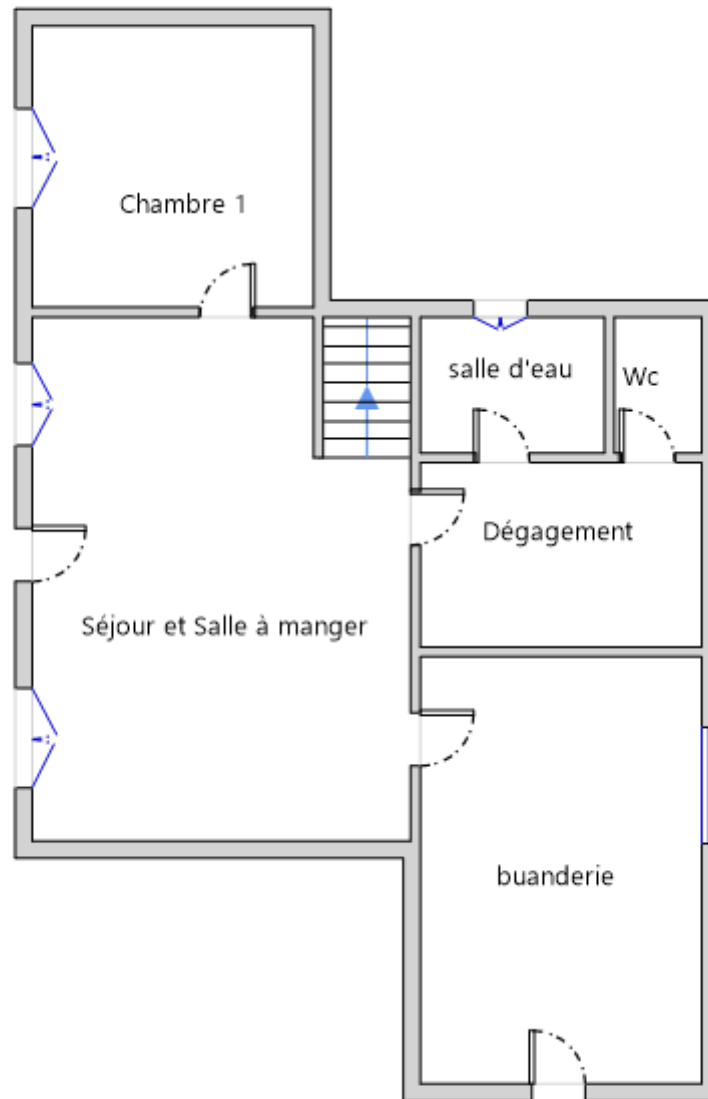 Chambre 1
salle d'eau
Wc
Dégagement
Séjour et Salle à manger
buanderie